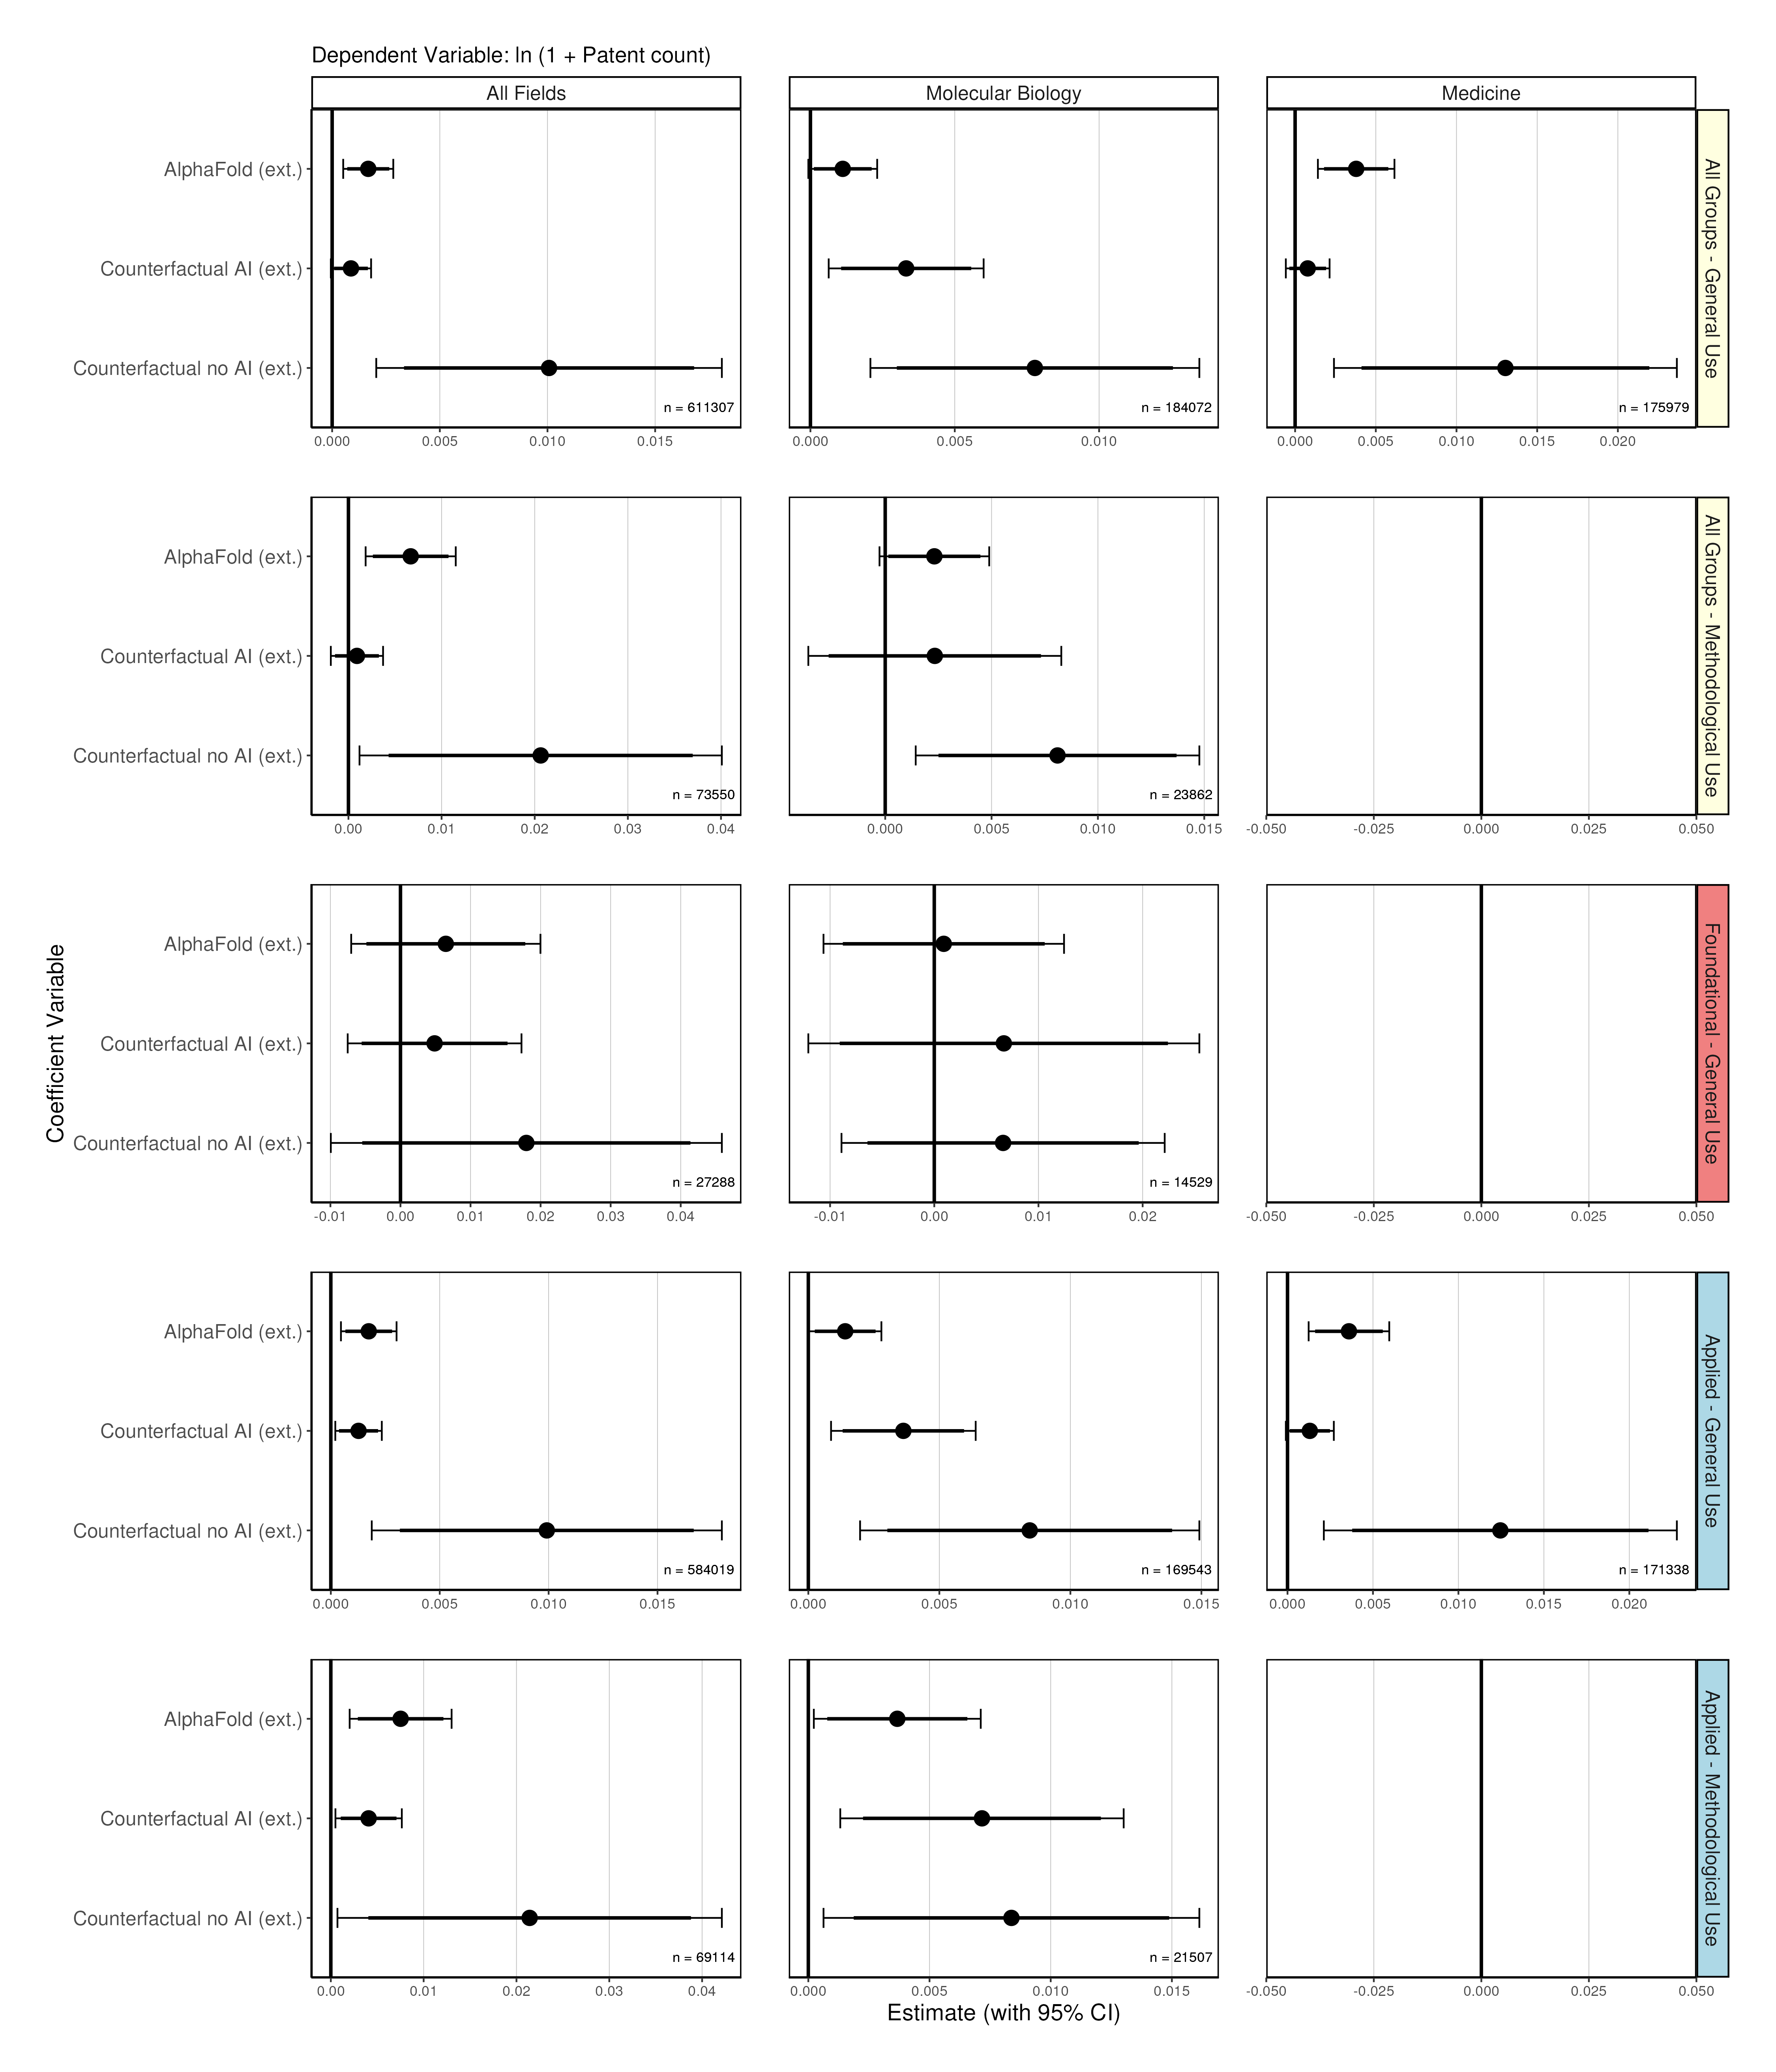 Dependent Variable: ln (1 + Patent count)
All Fields
Molecular Biology
Medicine
AlphaFold (ext.)
Counterfactual AI (ext.)
Counterfactual no AI (ext.)
n = 611307
n = 184072
n = 175979
All Groups - General Use
0.000 0.005 0.010 0.015
0.000 0.005 0.010
0.000 0.005 0.010 0.015 0.020
AlphaFold (ext.)
Counterfactual AI (ext.)
Counterfactual no AI (ext.)
n = 73550
n = 23862
All Groups - Methodological Use
0.00 0.01 0.02 0.03 0.04
0.000 0.005 0.010 0.015
-0.050 -0.025 0.000 0.025 0.050
Coefficient Variable
AlphaFold (ext.)
Counterfactual AI (ext.)
Counterfactual no AI (ext.)
n = 27288
n = 14529
Foundational - General Use
-0.01 0.00 0.01 0.02 0.03 0.04
-0.01 0.00 0.01 0.02
-0.050 -0.025 0.000 0.025 0.050
AlphaFold (ext.)
Counterfactual AI (ext.)
Counterfactual no AI (ext.)
n = 584019
n = 169543
n = 171338
Applied - General Use
0.000 0.005 0.010 0.015
0.000 0.005 0.010 0.015
0.000 0.005 0.010 0.015 0.020
AlphaFold (ext.)
Counterfactual AI (ext.)
Counterfactual no AI (ext.)
n = 69114
n = 21507
Applied - Methodological Use
0.00 0.01 0.02 0.03 0.04
0.000 0.005 0.010 0.015
-0.050 -0.025 0.000 0.025 0.050
Estimate (with 95% CI)